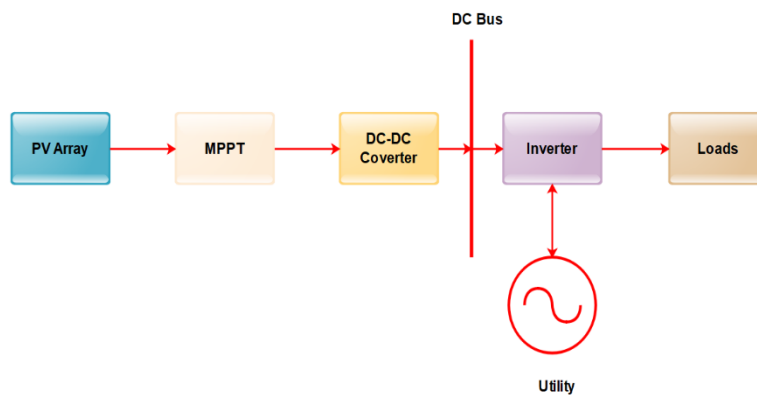 DC Bus
PV Array
MPPT
DC-DC
Coverter
Inverter
Loads
Utility